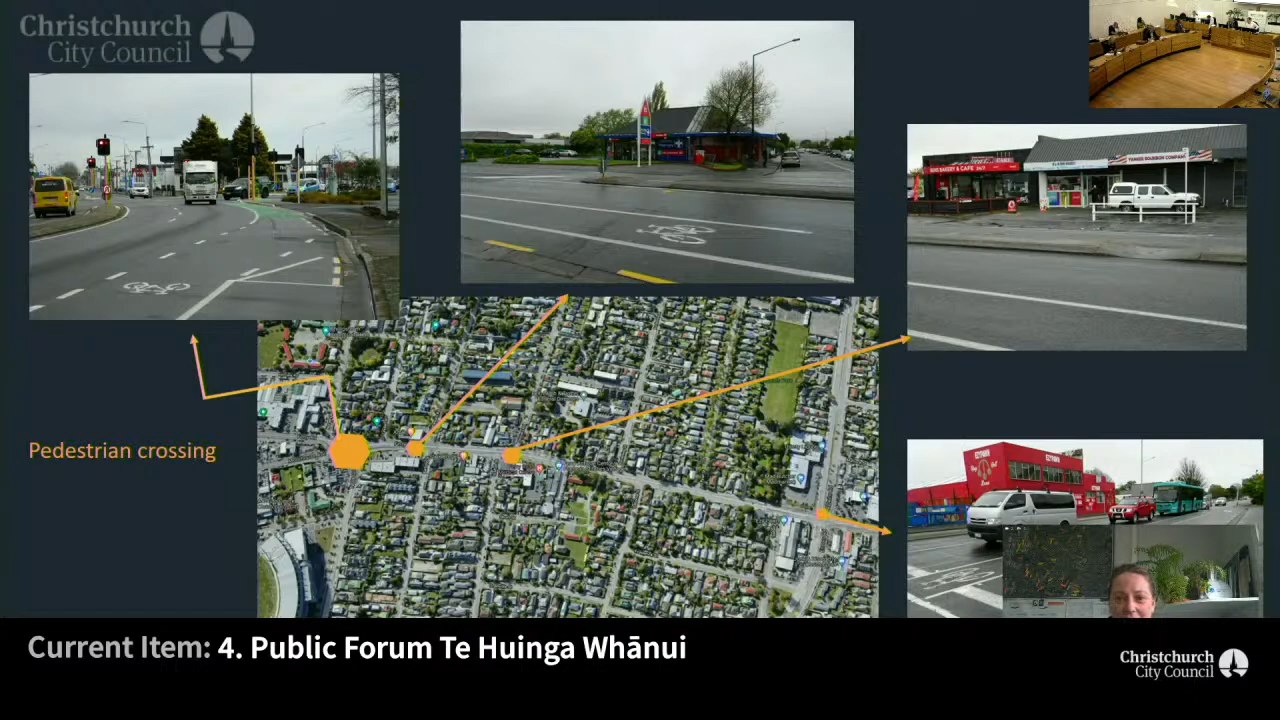 Christchurch
City Council
Pedestrian crossing
Current Item: 4. Public Forum Te Huinga Whānui
Christchurch
City Council